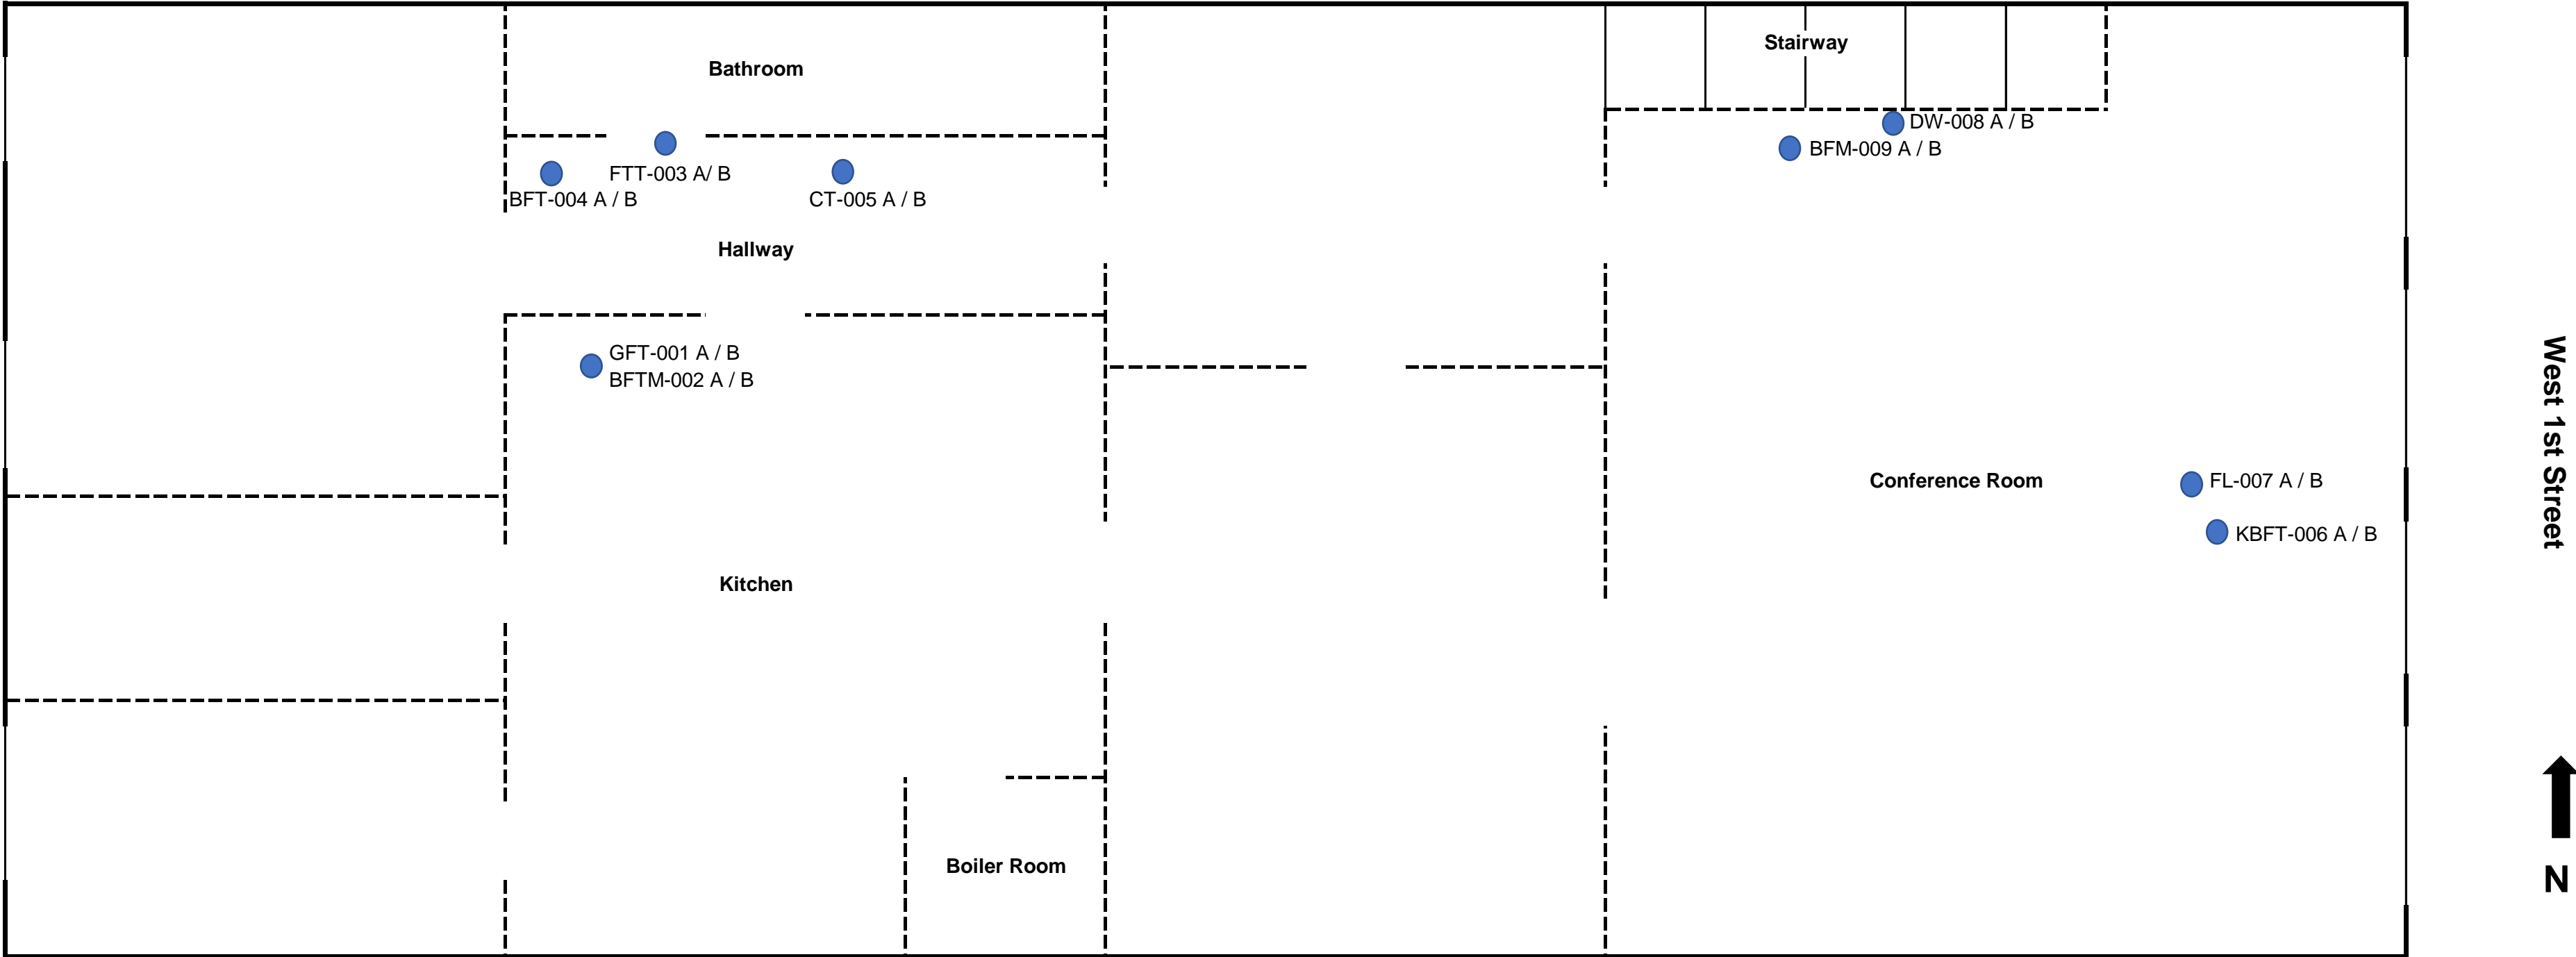 Stairway
Bathroom
DW-008 A / B
BFM-009 A / B
FTT-003 A/ B
BFT-004 A / B
CT-005 A / B
Hallway
GFT-001 A / B
BFTM-002 A / B
West 1st Street
Conference Room
FL-007 A / B
KBFT-006 A / B
Kitchen
Boiler Room
N